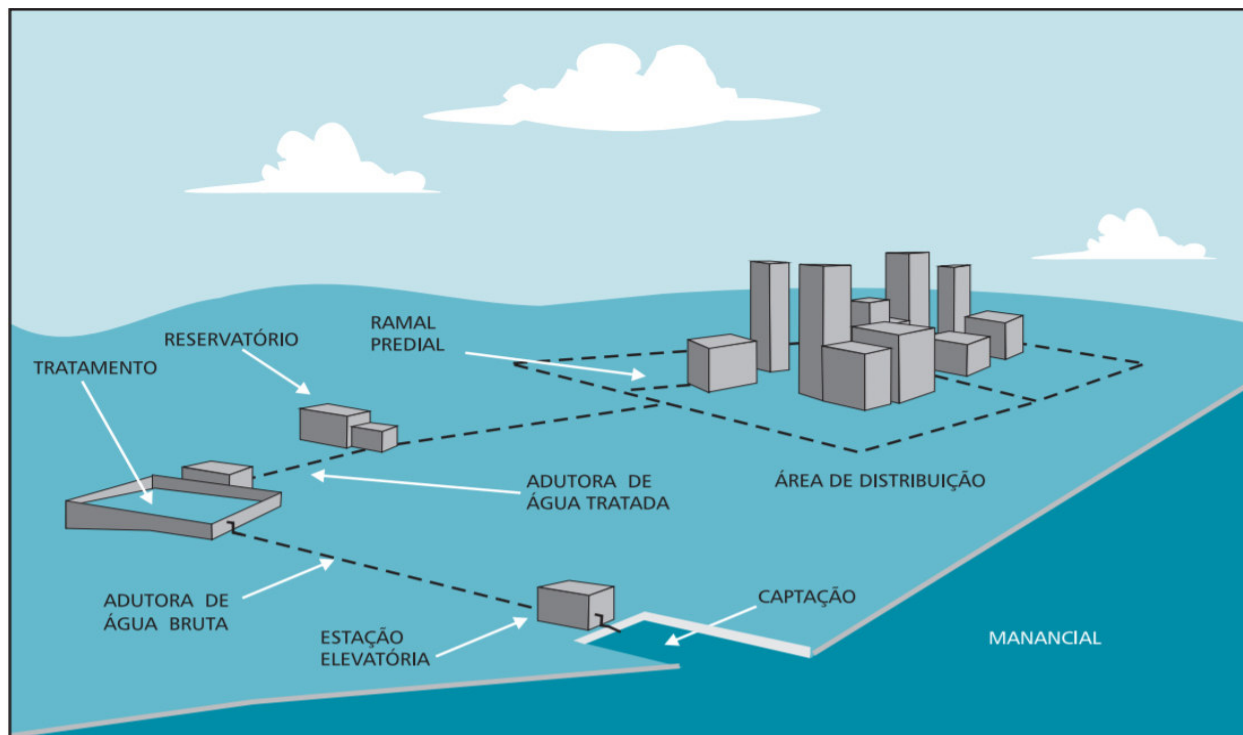 RESERVATÓRIO
TRATAMENTO
RAMAL
PREDIAL
ADUTORA DE
ÁGUA TRATADA
ÁREA DE DISTRIBUIÇÃO
ADUTORA DE
ÁGUA BRUTA
ESTAÇÃO
ELEVATÓRIA
CAPTAÇÃO
MANANCIAL